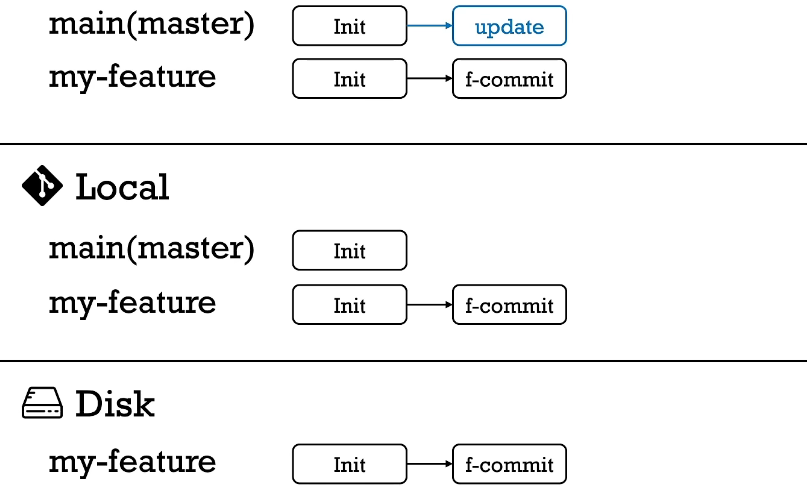 main(master) Init update
my-feature Init f-commit
Local
main(master) Init
my-feature Init f-commit
Disk
my-feature Init f-commit